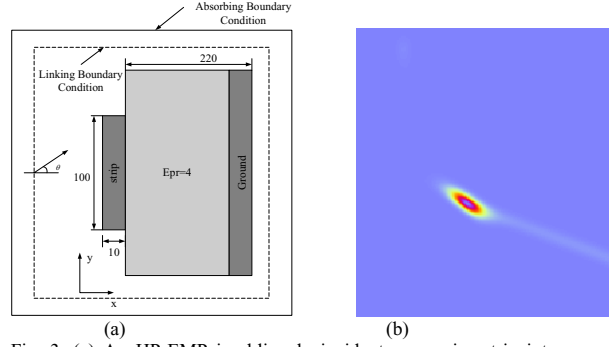 Absorbing Boundary
Condition
Linking Boundary
Condition
220
θ
100
strip
Epr=4
Ground
10
y
x
(a)
(b)